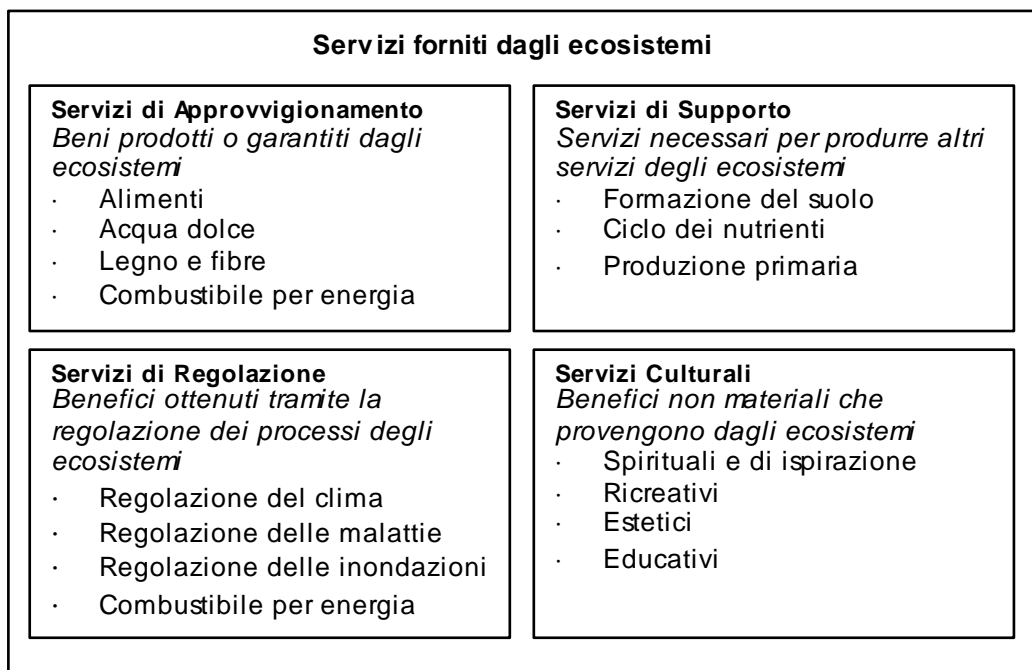 Servizi forniti dagli ecosistemi
Servizi di Approvvigionamento
Beni prodotti o garantiti dagli
ecosistemi
· Alimenti
· Acqua dolce
· Legno e fibre
· Combustibile per energia
Servizi di Supporto
Servizi necessari per produrre altri
servizi degli ecosistemi
· Formazione del suolo
· Ciclo dei nutrienti
· Produzione primaria
Servizi di Regolazione
Benefici ottenuti tramite la
regolazione dei processi degli
ecosistemi
· Regolazione del clima
· Regolazione delle malattie
· Regolazione delle inondazioni
· Combustibile per energia
Servizi Culturali
Benefici non materiali che
provengono dagli ecosistemi
· Spirituali e di ispirazione
· Ricreativi
· Estetici
· Educativi